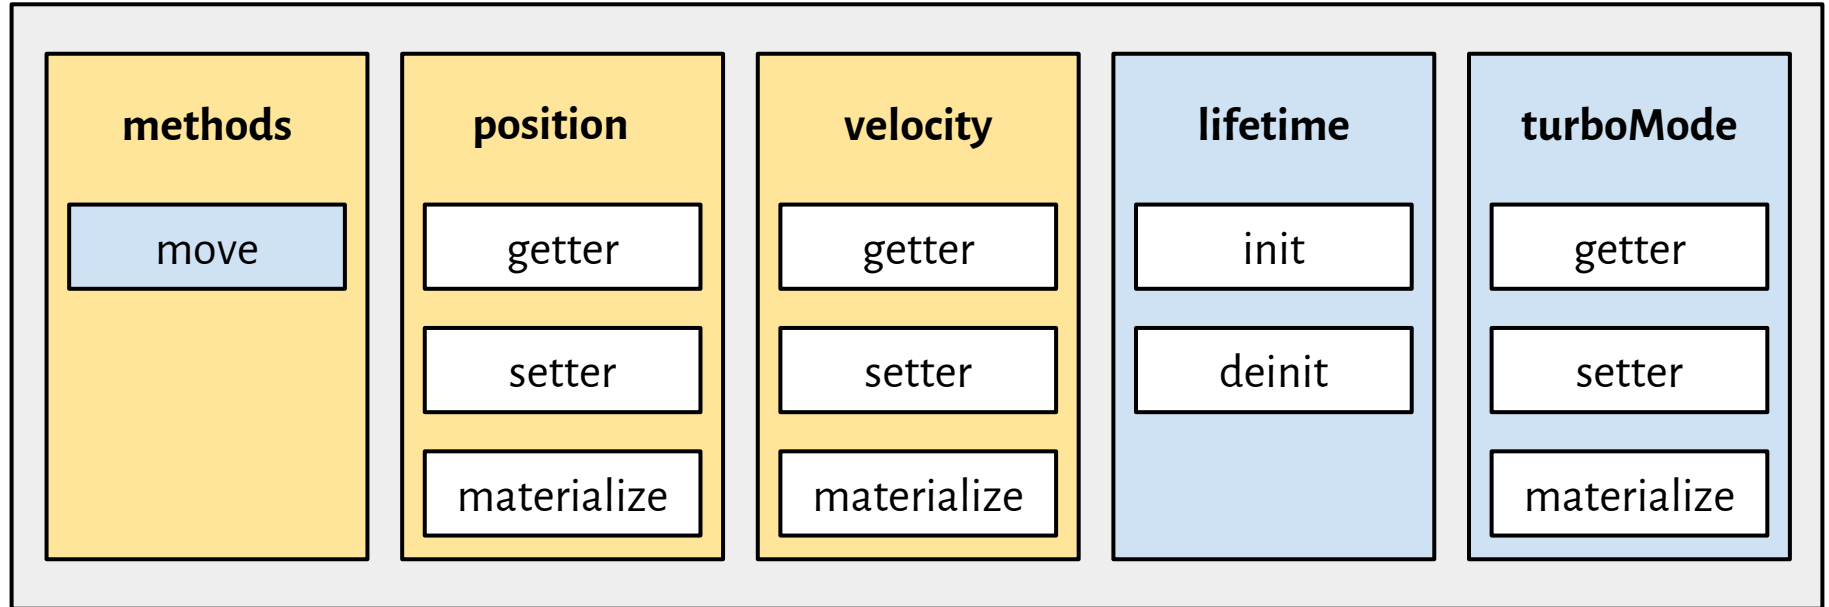 methods
move
position
getter
setter
materialize
velocity
getter
setter
materialize
lifetime
init
deinit
turboMode
getter
setter
materialize